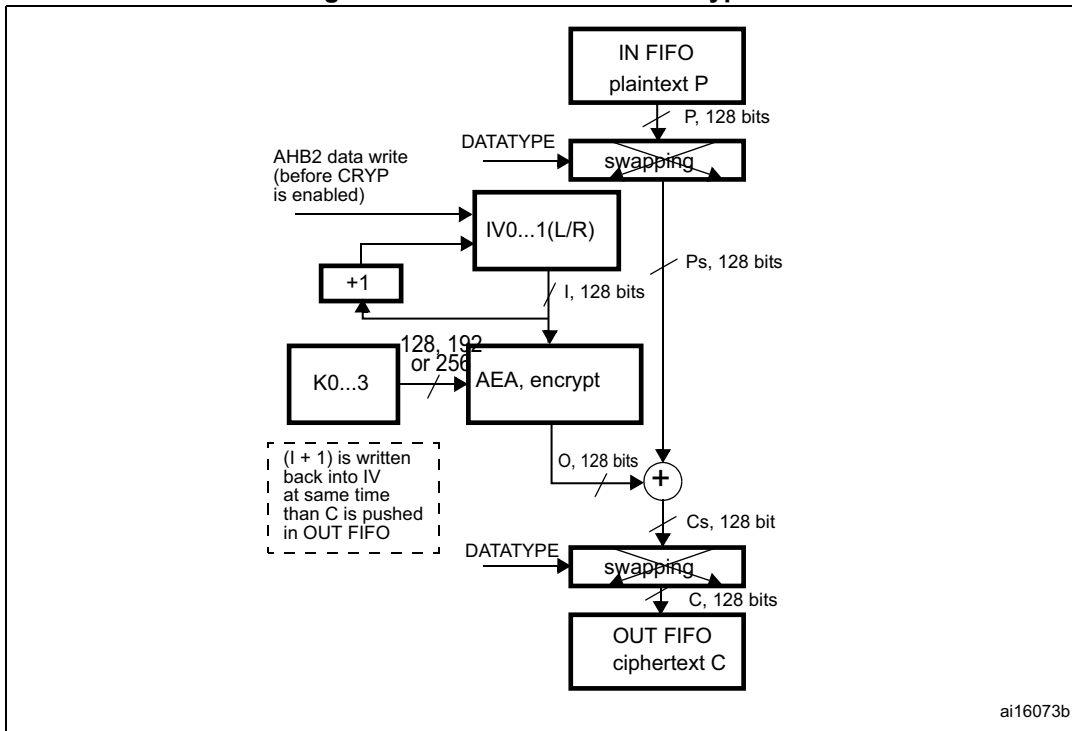 IN FIFO
plaintext P
P, 128 bits
DATATYPE
swapping
AHB2 data write
(before CRYP
is enabled)
IV0...1(L/R)
Ps, 128 bits
+1
I, 128 bits
128, 192
or 256
K0...3
AEA, encrypt
(I + 1) is written
back into IV
at same time
than C is pushed
in OUT FIFO
O, 128 bits
+
Cs, 128 bit
DATATYPE
swapping
C, 128 bits
OUT FIFO
ciphertext C
ai16073b